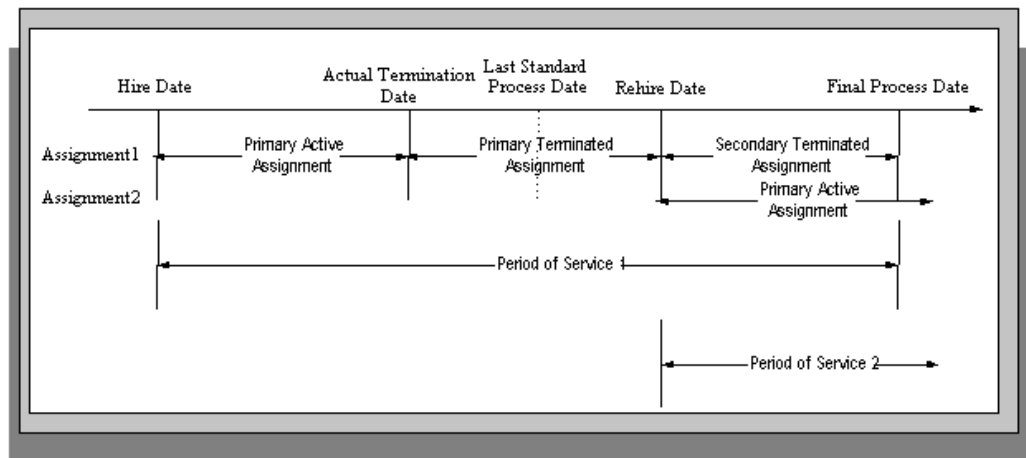 Hire Date
Actual Termination
Date
Last Standard
Process Date
Rehire Date
Final Process Date
Assignment1
Primary Active
Assignment
Primary Terminated
Assignment
Secondary Terminated
Assignment
Assignment2
Primary Active
Assignment
Period of Service 1
Period of Service 2